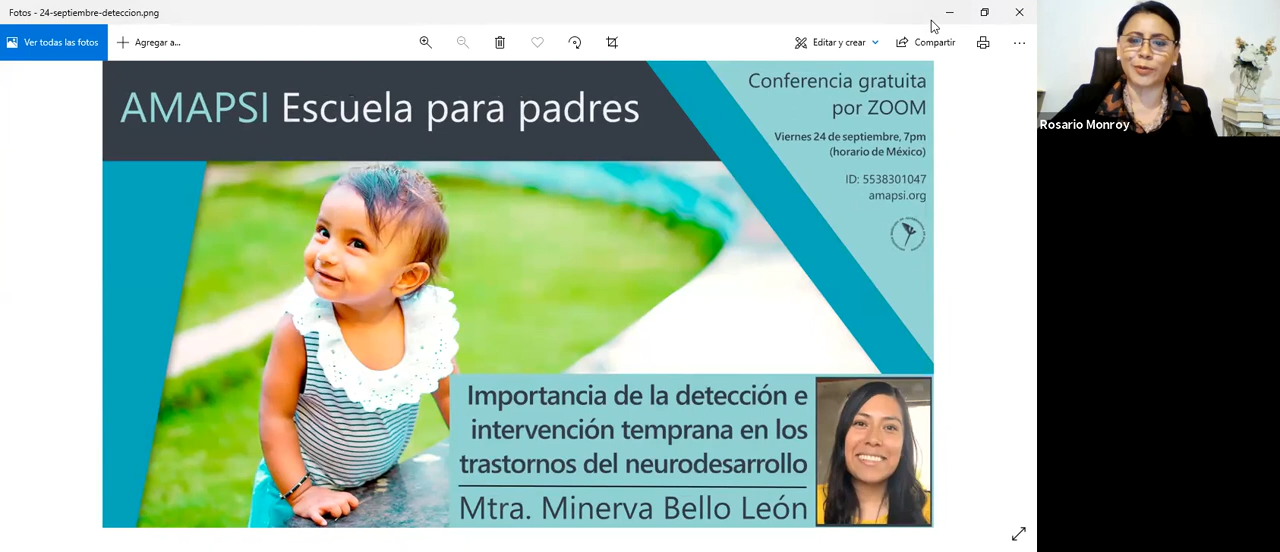 Fotos - 24-septiembre-deteccion.png
Ver todas las fotos
Agregar a...
Editar y crear
Compartir
AMAPSI Escuela para padres
Conferencia gratuita
por ZOOM
Viernes 24 de septiembre, 7pm
(horario de México)
ID: 5538301047
amapsi.org
Importancia de la detección e
intervención temprana en los
trastornos del neurodesarrollo
Mtra. Minerva Bello León
Rosario Monroy